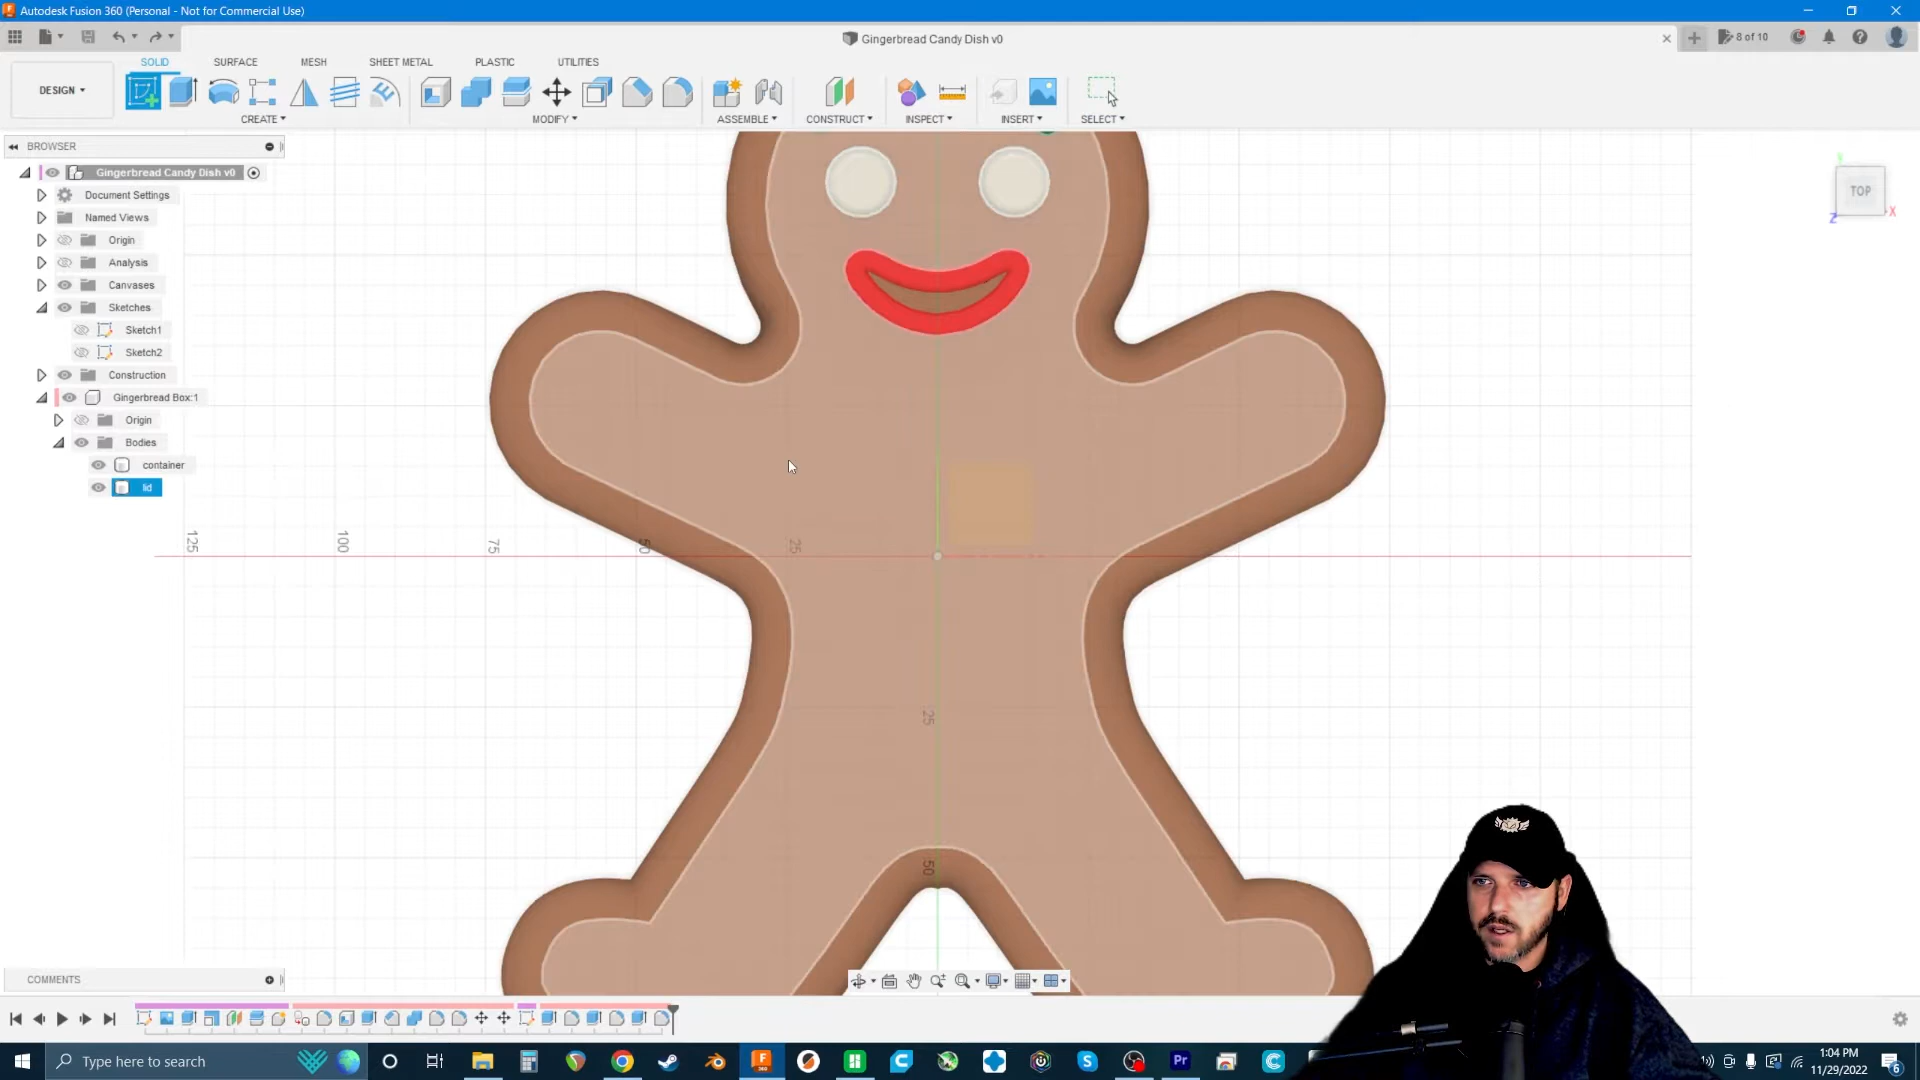 Autodesk Fusion 360 (Personal - Not for Commercial Use)
Gingerbread Candy Dish v0
8 of 10
DESIGN
SOLID
SURFACE
MESH
SHEET METAL
PLASTIC
UTILITIES
CREATE
MODIFY
ASSEMBLE
CONSTRUCT
INSPECT
INSERT
SELECT
BROWSER
Gingerbread Candy Dish v0
Document Settings
Named Views
Origin
Analysis
Canvases
Sketches
Sketch1
Sketch2
Construction
Gingerbread Box:1
Origin
Bodies
container
lid
TOP
X
Z
125
100
75
50
25
25
50
COMMENTS
Type here to search
Pr
F
360
1:04 PM
11/29/2022
6